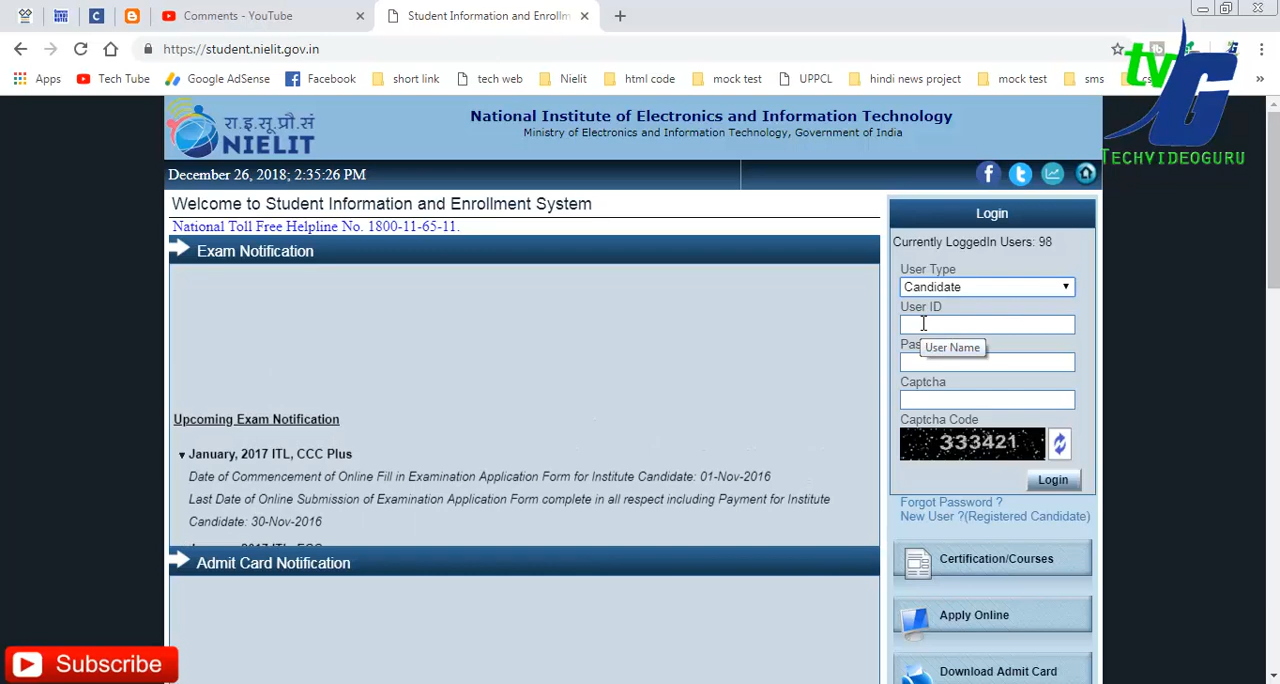 Comments - YouTube
Student Information and Enrollm
https://student.nielit.gov.in
Apps
Tech Tube
Google AdSense
Facebook
short link
tech web
Nielit
html code
mock test
UPPCL
hindi news project
mock test
sms
tv G
TECHVIDEOGURU
रा.इ.सू.प्रौ.सं
NIELIT
National Institute of Electronics and Information Technology
Ministry of Electronics and Information Technology, Government of India
December 26, 2018; 2:35:26 PM
Welcome to Student Information and Enrollment System
National Toll Free Helpline No. 1800-11-65-11.
Exam Notification
Upcoming Exam Notification
January, 2017 ITL, CCC Plus
Date of Commencement of Online Fill in Examination Application Form for Institute Candidate: 01-Nov-2016
Last Date of Online Submission of Examination Application Form complete in all respect including Payment for Institute
Candidate: 30-Nov-2016
Admit Card Notification
Login
Currently LoggedIn Users: 98
User Type
Candidate
User ID
User Name
Captcha
Captcha Code
333421
Login
Forgot Password ?
New User ?(Registered Candidate)
Certification/Courses
Apply Online
Download Admit Card
Subscribe